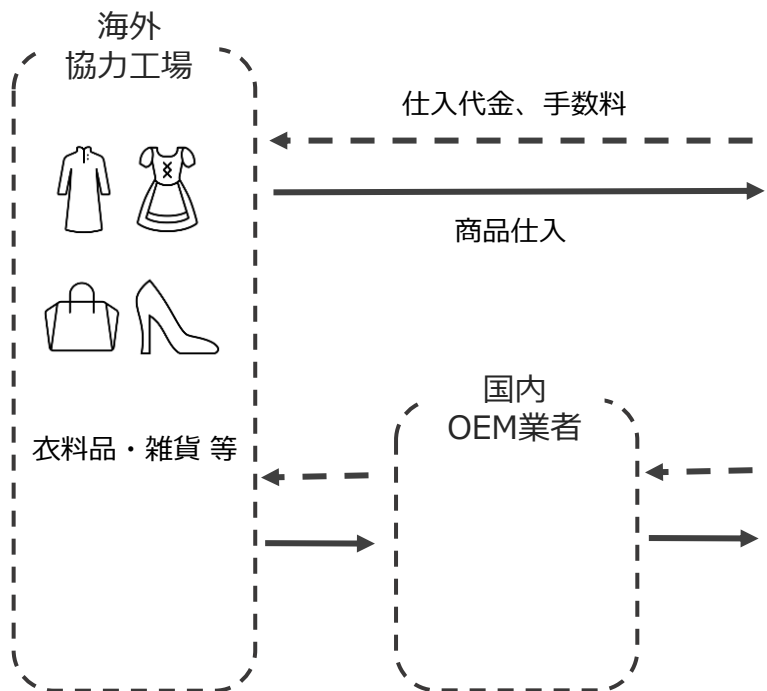 海外
協力工場
仕入代金、手数料
商品仕入
国内
OEM業者
衣料品・雑貨 等